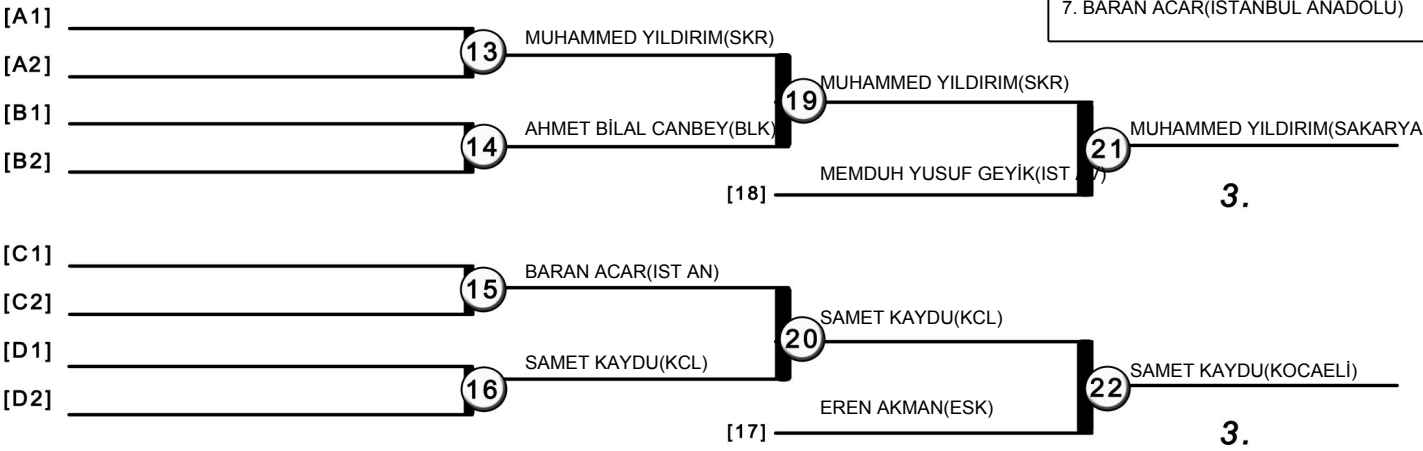 7. BARAN ACAR(İSTANBUL ANADOLU)
[A1]
13
MUHAMMED YILDIRIM(SKR)
[A2]
19
MUHAMMED YILDIRIM(SKR)
[B1]
14
AHMET BİLAL CANBEY(BLK)
21
MUHAMMED YILDIRIM(SAKARYA
[B2]
MEMDUH YUSUF GEYİK(IST
[18]
3.
[C1]
15
BARAN ACAR(IST AN)
[C2]
20
SAMET KAYDU(KCL)
[D1]
16
SAMET KAYDU(KCL)
22
SAMET KAYDU(KOCAELİ)
[D2]
EREN AKMAN(ESK)
[17]
3.